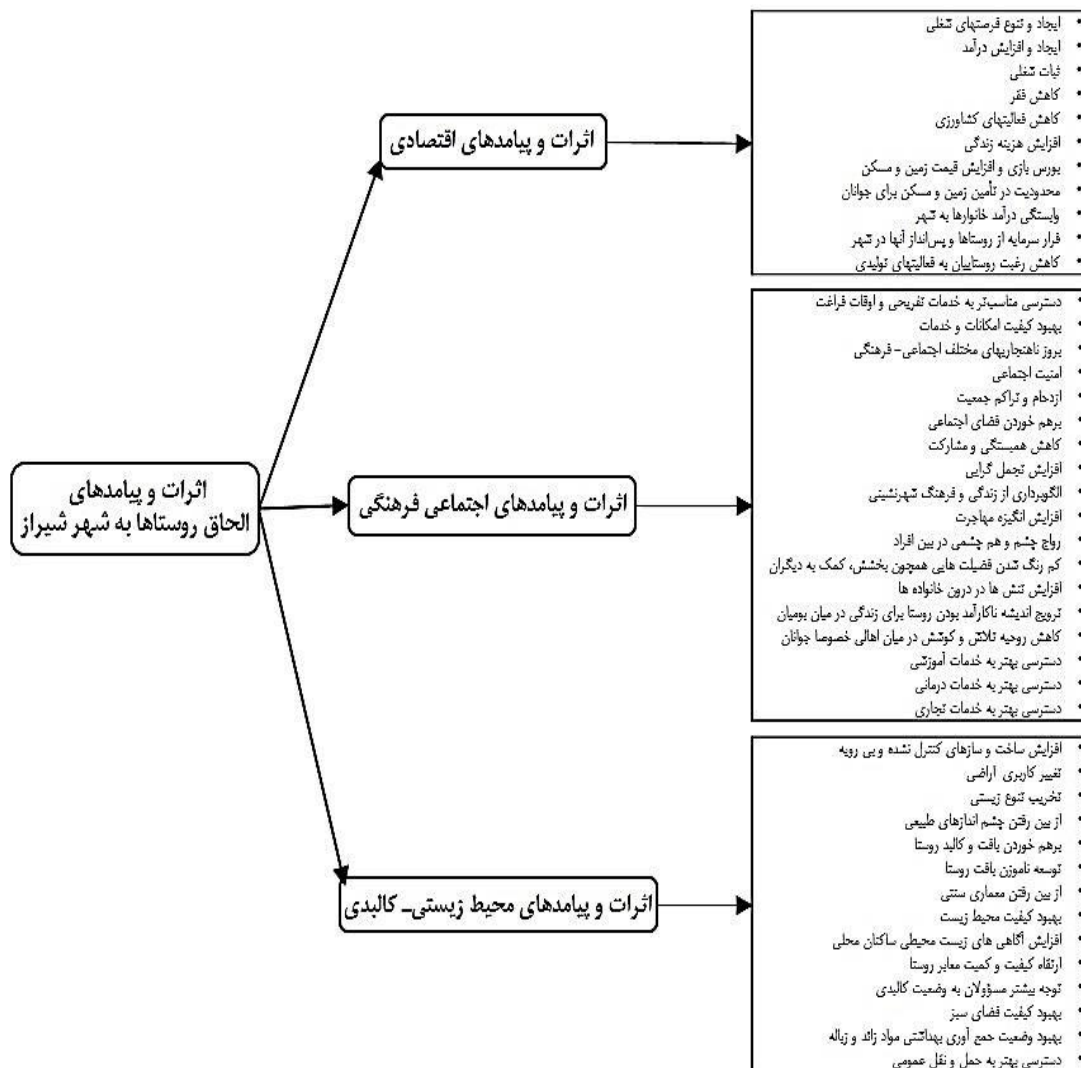 اثرات و پیامدهای
الحاق روستاها به شهر شیراز
اثرات و پیامدهای اقتصادی
• ایجاد و تنوع فرصتهای شغلی
• ایجاد و افزایش درآمد
• ثبات شغلی
• کاهش فقر
• کاهش فعالیتهای کشاورزی
• افزایش هزینه زندگی
• بورس بازی و افزایش قیمت زمین و مسکن
• محدودیت در تأمین زمین و مسکن برای جوانان
• وابستگی درآمد خانوارها به شهر
• فرار سرمایه از روستاها و پس‌انداز آنها در شهر
• کاهش رغبت روستاییان به فعالیتهای تولیدی
اثرات و پیامدهای اجتماعی فرهنگی
• دسترسی مناسب‌تر به خدمات تفریحی و اوقات فراغت
• بهبود کیفیت امکانات و خدمات
• بروز ناهنجاریهای مختلف اجتماعی- فرهنگی
• امنیت اجتماعی
• ازدحام و تراکم جمعیت
• برهم خوردن فضای اجتماعی
• کاهش همبستگی و مشارکت
• افزایش تجمل گرایی
• الگوبرداری از زندگی و فرهنگ شهرنشینی
• افزایش انگیزه مهاجرت
• رواج چشم و هم چشمی در بین افراد
• کم رنگ شدن فضیلت هایی همچون بخشش، کمک به دیگران
• افزایش تنش ها در درون خانواده ها
• ترویج اندیشه ناکارآمد بودن روستا برای زندگی در میان بومیان
• کاهش روحیه تلاش و کوشش در میان اهالی خصوصا جوانان
• دسترسی بهتر به خدمات آموزشی
• دسترسی بهتر به خدمات درمانی
• دسترسی بهتر به خدمات تجاری
اثرات و پیامدهای محیط زیستی- کالبدی
• افزایش ساخت و سازهای کنترل نشده و بی رویه
• تغییر کاربری اراضی
• تخریب تنوع زیستی
• از بین رفتن چشم اندازهای طبیعی
• برهم خوردن بافت و کالبد روستا
• توسعه ناموزن بافت روستا
• از بین رفتن معماری سنتی
• بهبود کیفیت محیط زیست
• افزایش آگاهی های زیست محیطی ساکنان محلی
• ارتقاء کیفیت و کمیت معابر روستا
• توجه بیشتر مسؤولان به وضعیت کالبدی
• بهبود کیفیت فضای سبز
• بهبود وضعیت جمع آوری بهداشتی مواد زائد و زباله
• دسترسی بهتر به حمل و نقل عمومی